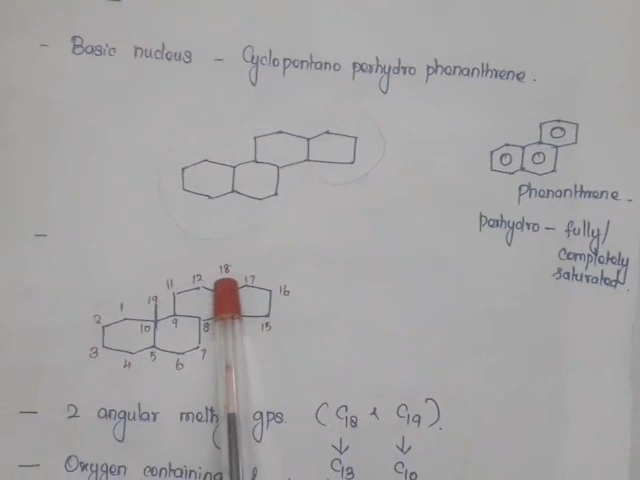 - Basic nucleus - Cyclopentano perhydro phenanthrene.
phenanthrene.
perhydro - fully/
completely
saturated.
-
18
11 12 17
16
19
1
2 10 9 8 15
3 5 7
4 6
- 2 angular methyl gps. (C18 & C19).
↓ ↓
- Oxygen containing C13 C10